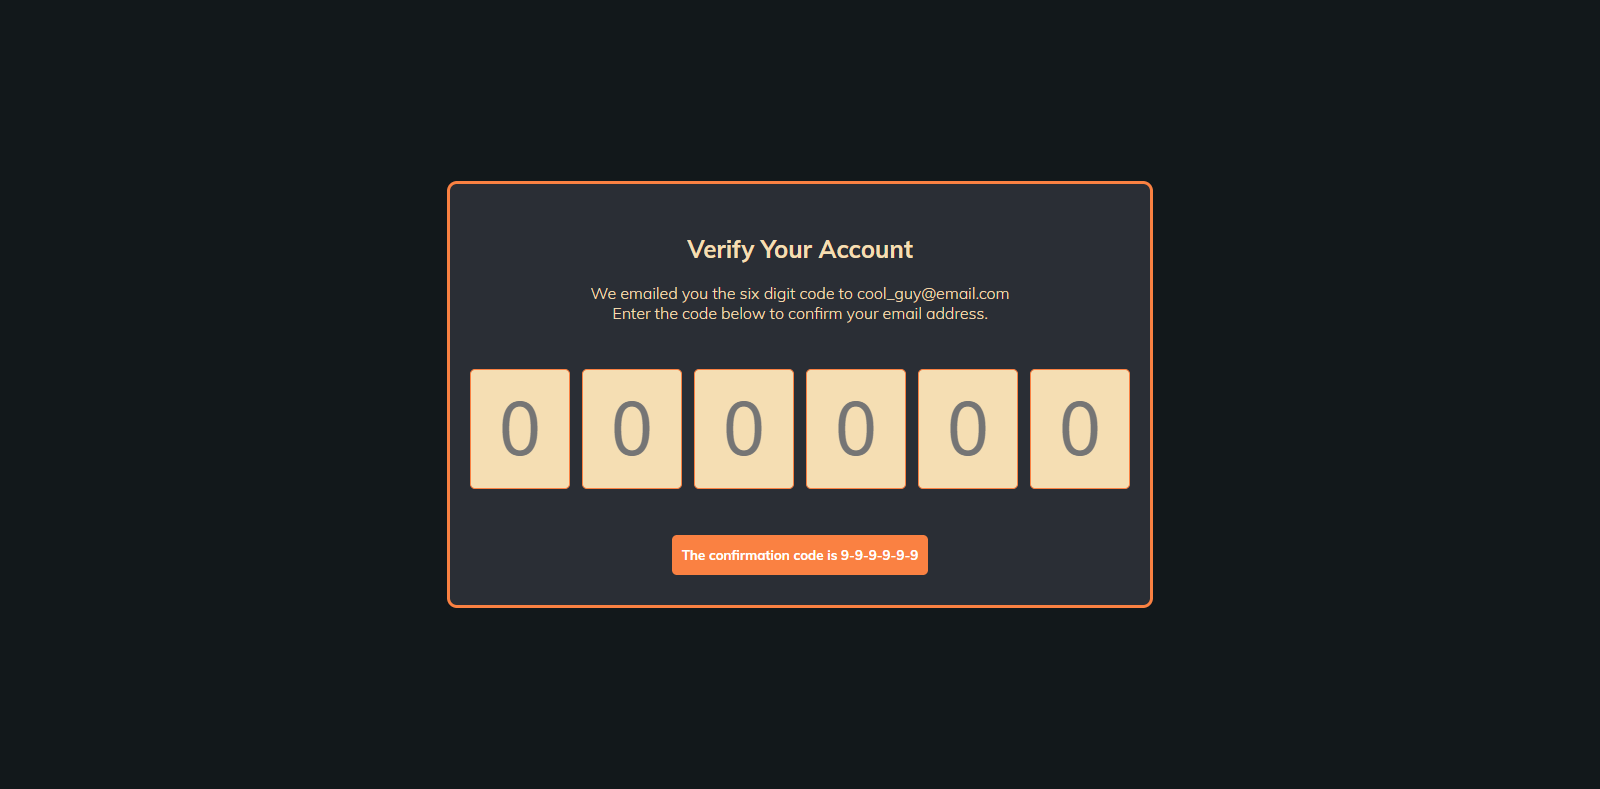 Verify Your Account
We emailed you the six digit code to cool_guy@email.com
Enter the code below to confirm your email address.
0 0 0 0 0 0
The confirmation code is 9-9-9-9-9-9